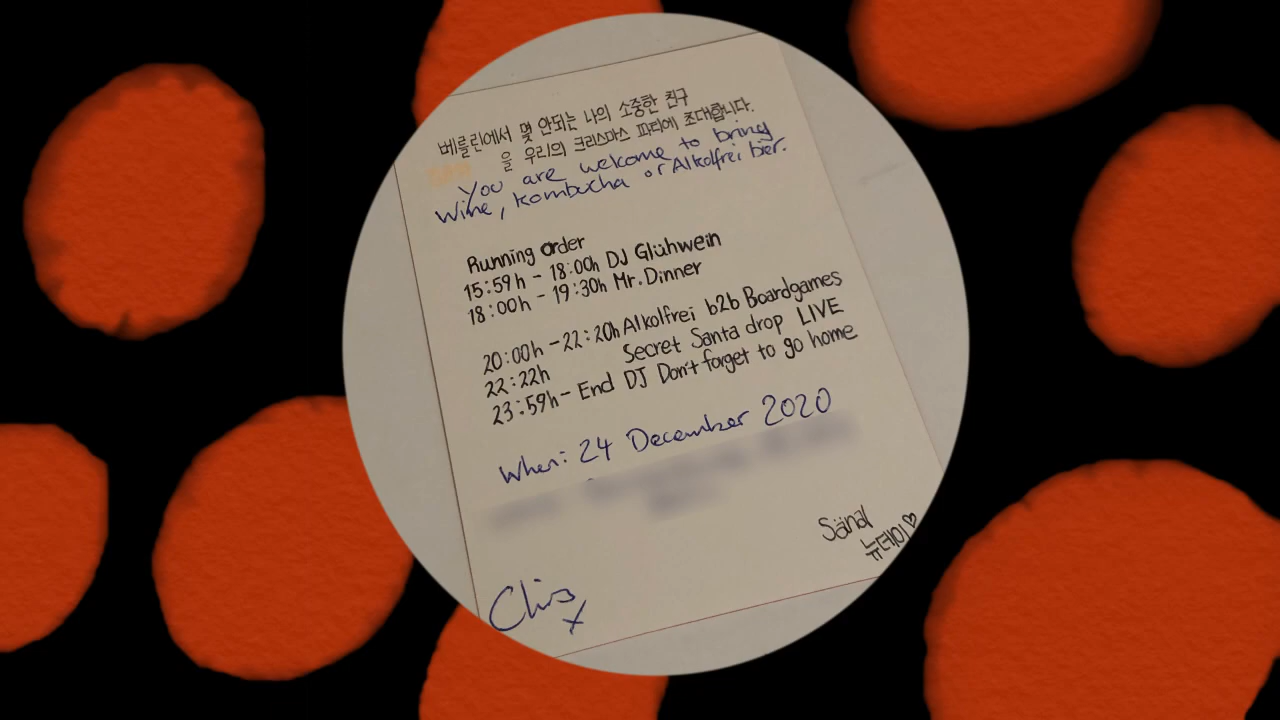 베를린에서 몇 안되는 나의 소중한 친구
을 우리의 크리스마스 파티에 초대합니다.
You are welcome to bring
Wine, Kombucha or Alkolfrei bier.
Running order
15:59h - 18:00h DJ Glühwein
18:00h - 19:30h Mr. Dinner
20:00h - 22:20h Alkolfrei b2b Boardgames
22:22h Secret Santa drop LIVE
23:59h - End DJ Don't forget to go home
When: 24 December 2020
Sänal
뉴데이♡
Chris
x